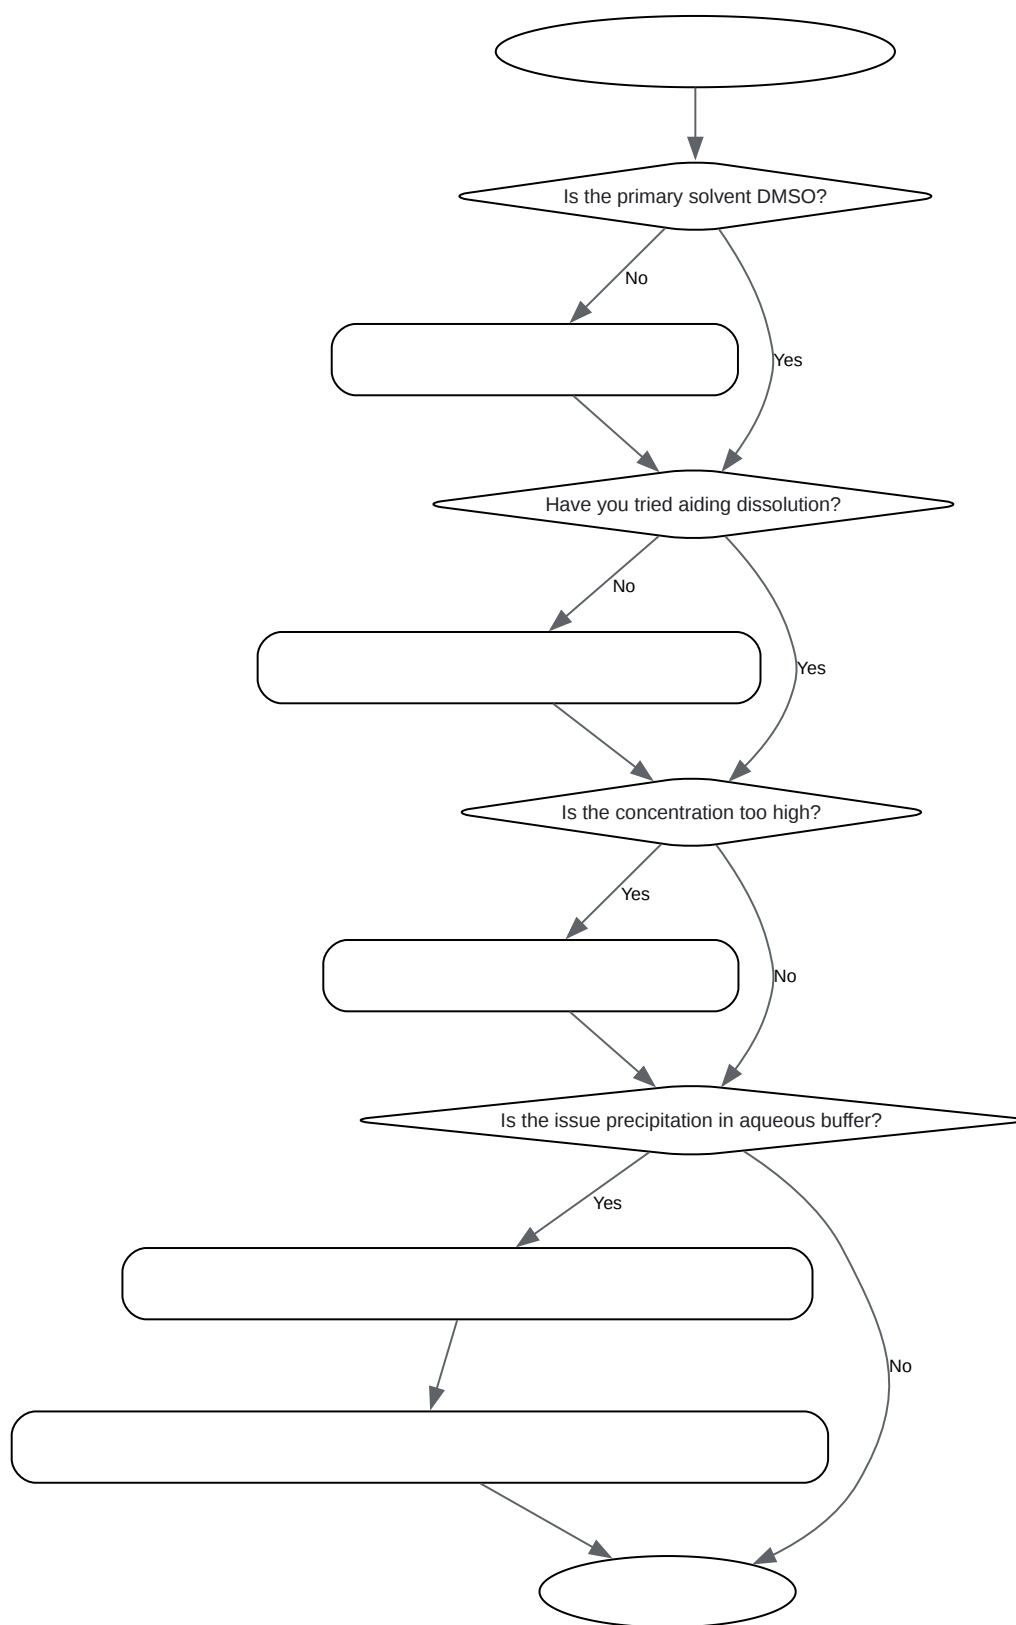 Is the primary solvent DMSO?
No
Yes
Have you tried aiding dissolution?
No
Yes
Is the concentration too high?
Yes
No
Is the issue precipitation in aqueous buffer?
Yes
No